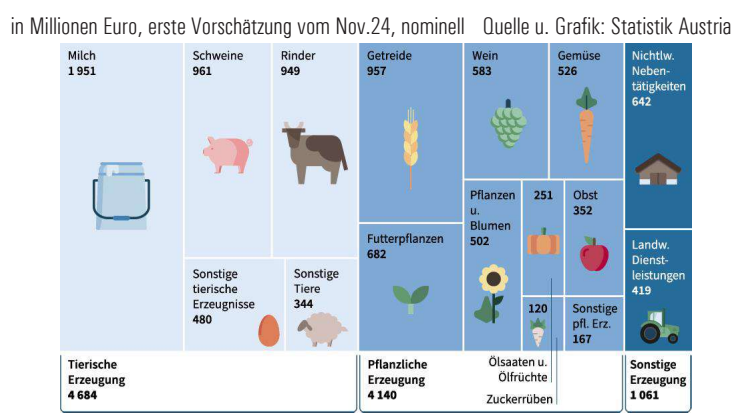 in Millionen Euro, erste Vorschätzung vom Nov.24, nominell Quelle u. Grafik: Statistik Austria
Milch
1 951
Schweine
961
Rinder
949
Sonstige
tierische
Erzeugnisse
480
Sonstige
Tiere
344
Getreide
957
Futterpflanzen
682
Wein
583
Gemüse
526
Pflanzen
u.
Blumen
502
251
Obst
352
120
Sonstige
pfl. Erz.
167
Nichtlw.
Neben-
tätigkeiten
642
Landw.
Dienst-
leistungen
419
Tierische
Erzeugung
4 684
Pflanzliche
Erzeugung
4 140
Ölsaaten u.
Ölfrüchte
Zuckerrüben
Sonstige
Erzeugung
1 061